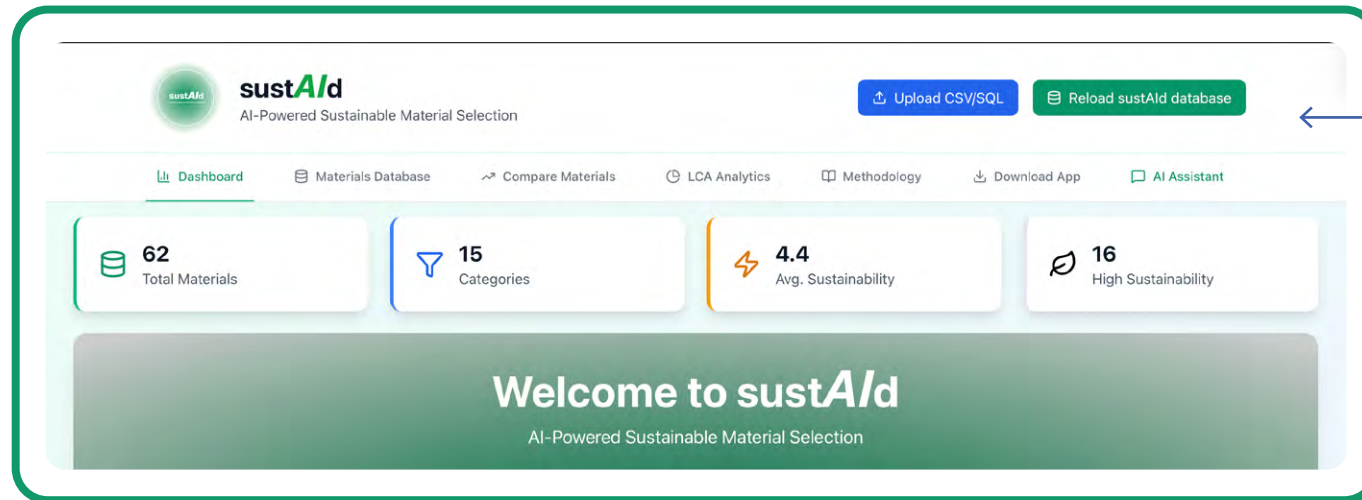 sustAId
sustAId
AI-Powered Sustainable Material Selection
Upload CSV/SQL
Reload sustAId database
Dashboard
Materials Database
Compare Materials
LCA Analytics
Methodology
Download App
AI Assistant
62
Total Materials
15
Categories
4.4
Avg. Sustainability
16
High Sustainability
Welcome to sustAId
AI-Powered Sustainable Material Selection